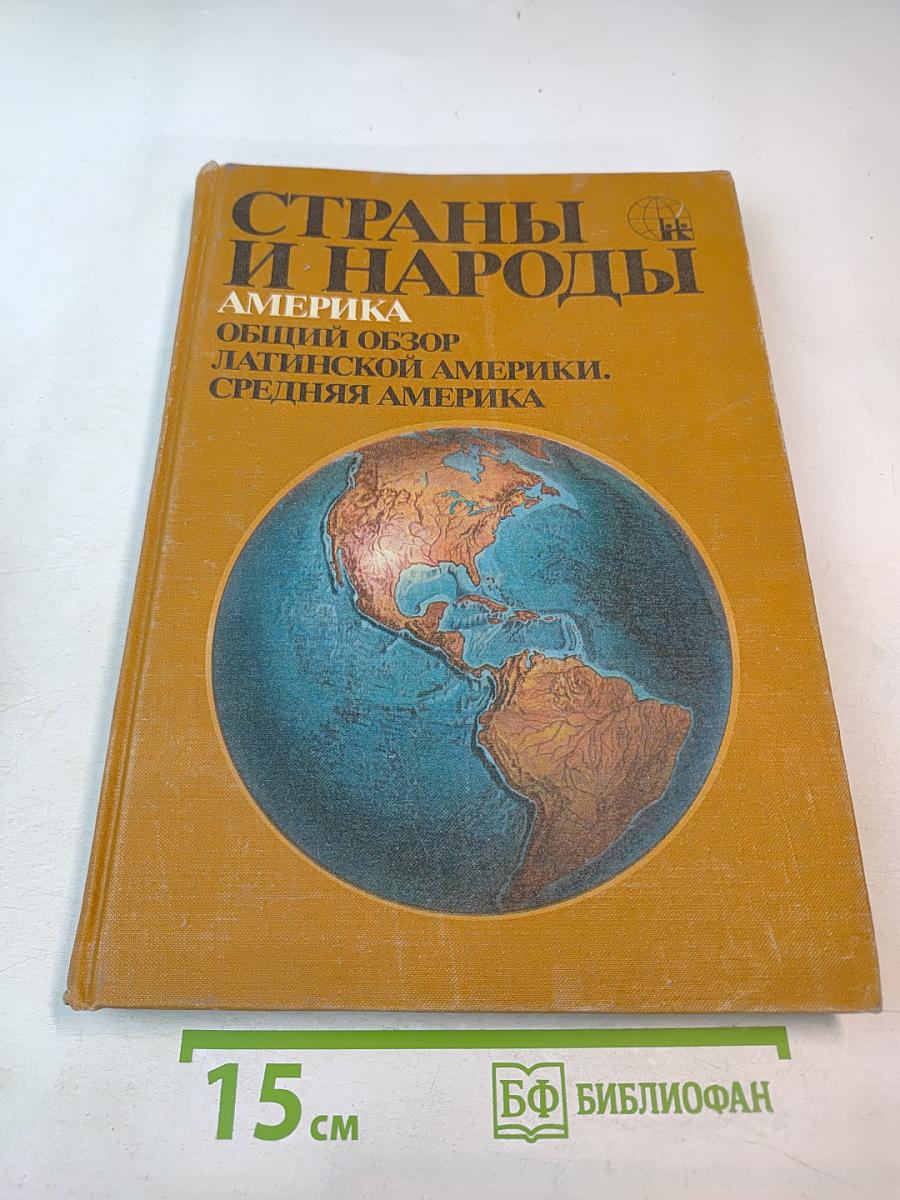 СТРАНЫ
И НАРОДЫ
АМЕРИКА
ОБЩИЙ ОБЗОР
ЛАТИНСКОЙ АМЕРИКИ.
СРЕДНЯЯ АМЕРИКА
15 см
БФ БИБЛИОФАН